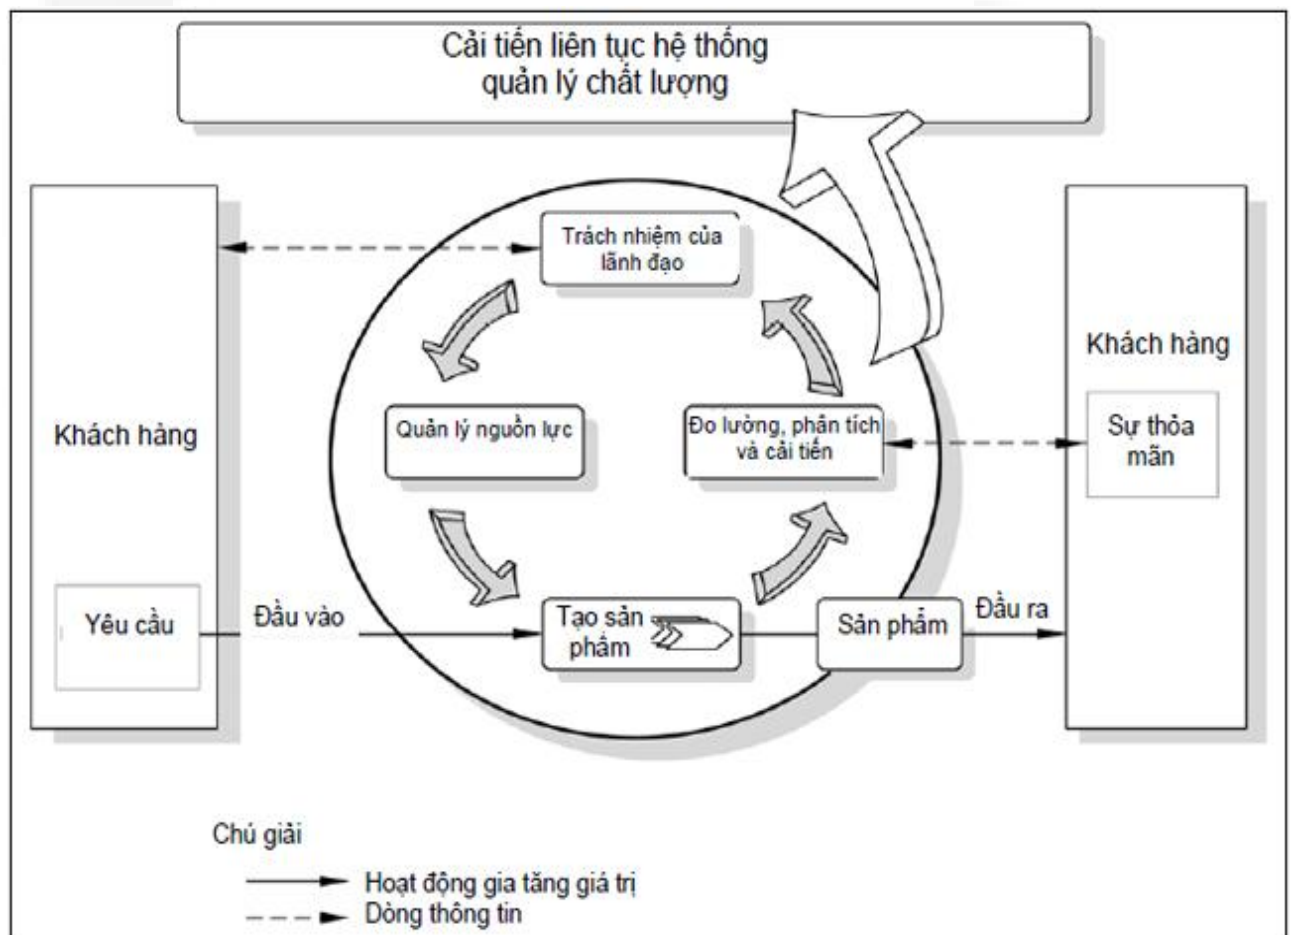 Cải tiến liên tục hệ thống
quản lý chất lượng
Trách nhiệm của
lãnh đạo
Khách hàng
Quản lý nguồn lực
Đo lường, phân tích
và cải tiến
Khách hàng
Sự thỏa
mãn
Yêu cầu
Đầu vào
Tạo sản
phẩm
Sản phẩm
Đầu ra
Chú giải
Hoạt động gia tăng giá trị
Dòng thông tin